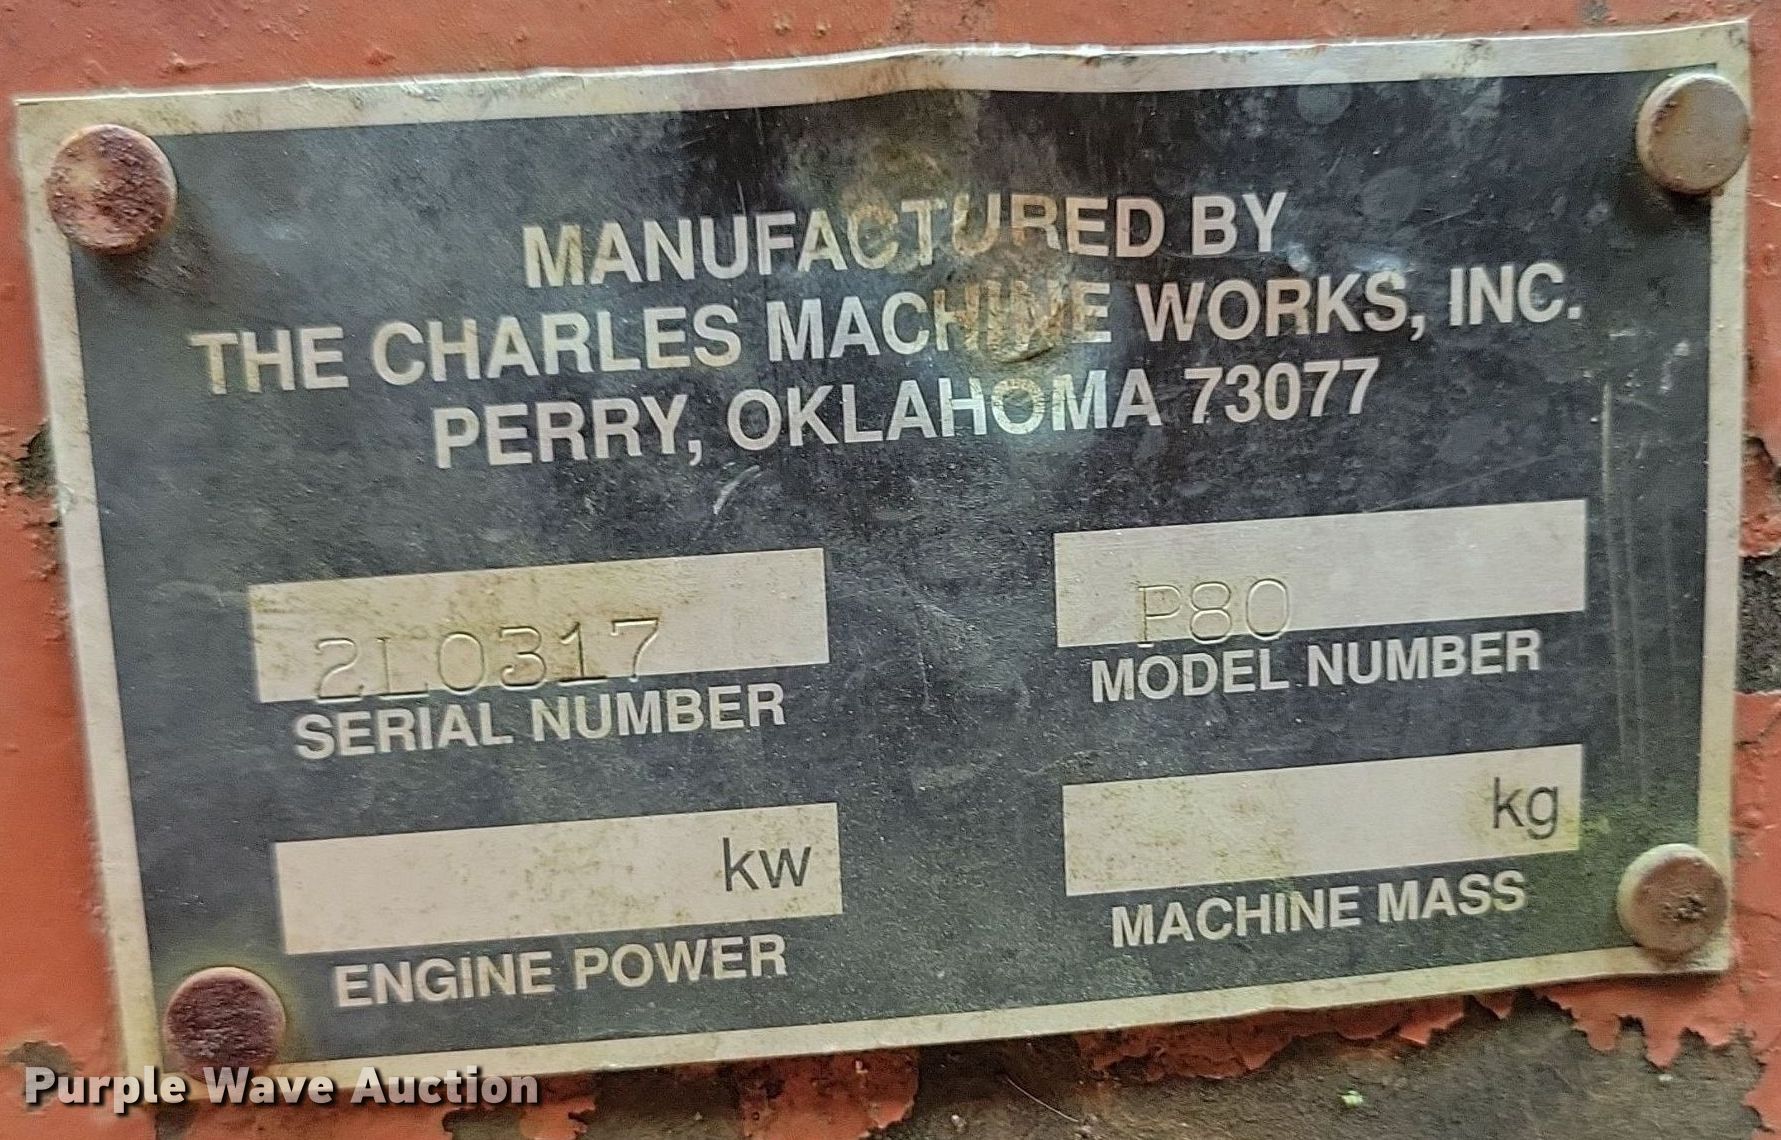 MANUFACTURED BY
THE CHARLES MACHINE WORKS, INC.
PERRY, OKLAHOMA 73077
2L0317
SERIAL NUMBER
P80
MODEL NUMBER
kw
ENGINE POWER
kg
MACHINE MASS
Purple Wave Auction